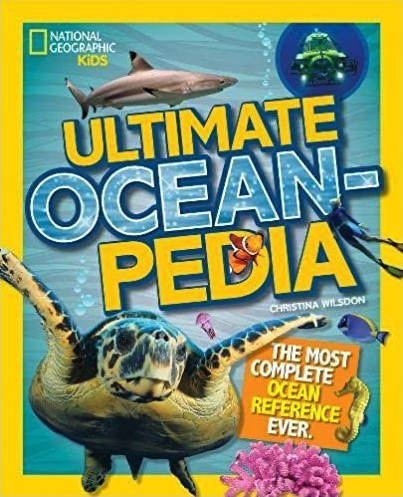 NATIONAL
GEOGRAPHIC
KiDS
ULTIMATE
OCEAN-
PEDIA
CHRISTINA WILSDON
THE MOST
COMPLETE
OCEAN
REFERENCE
EVER.